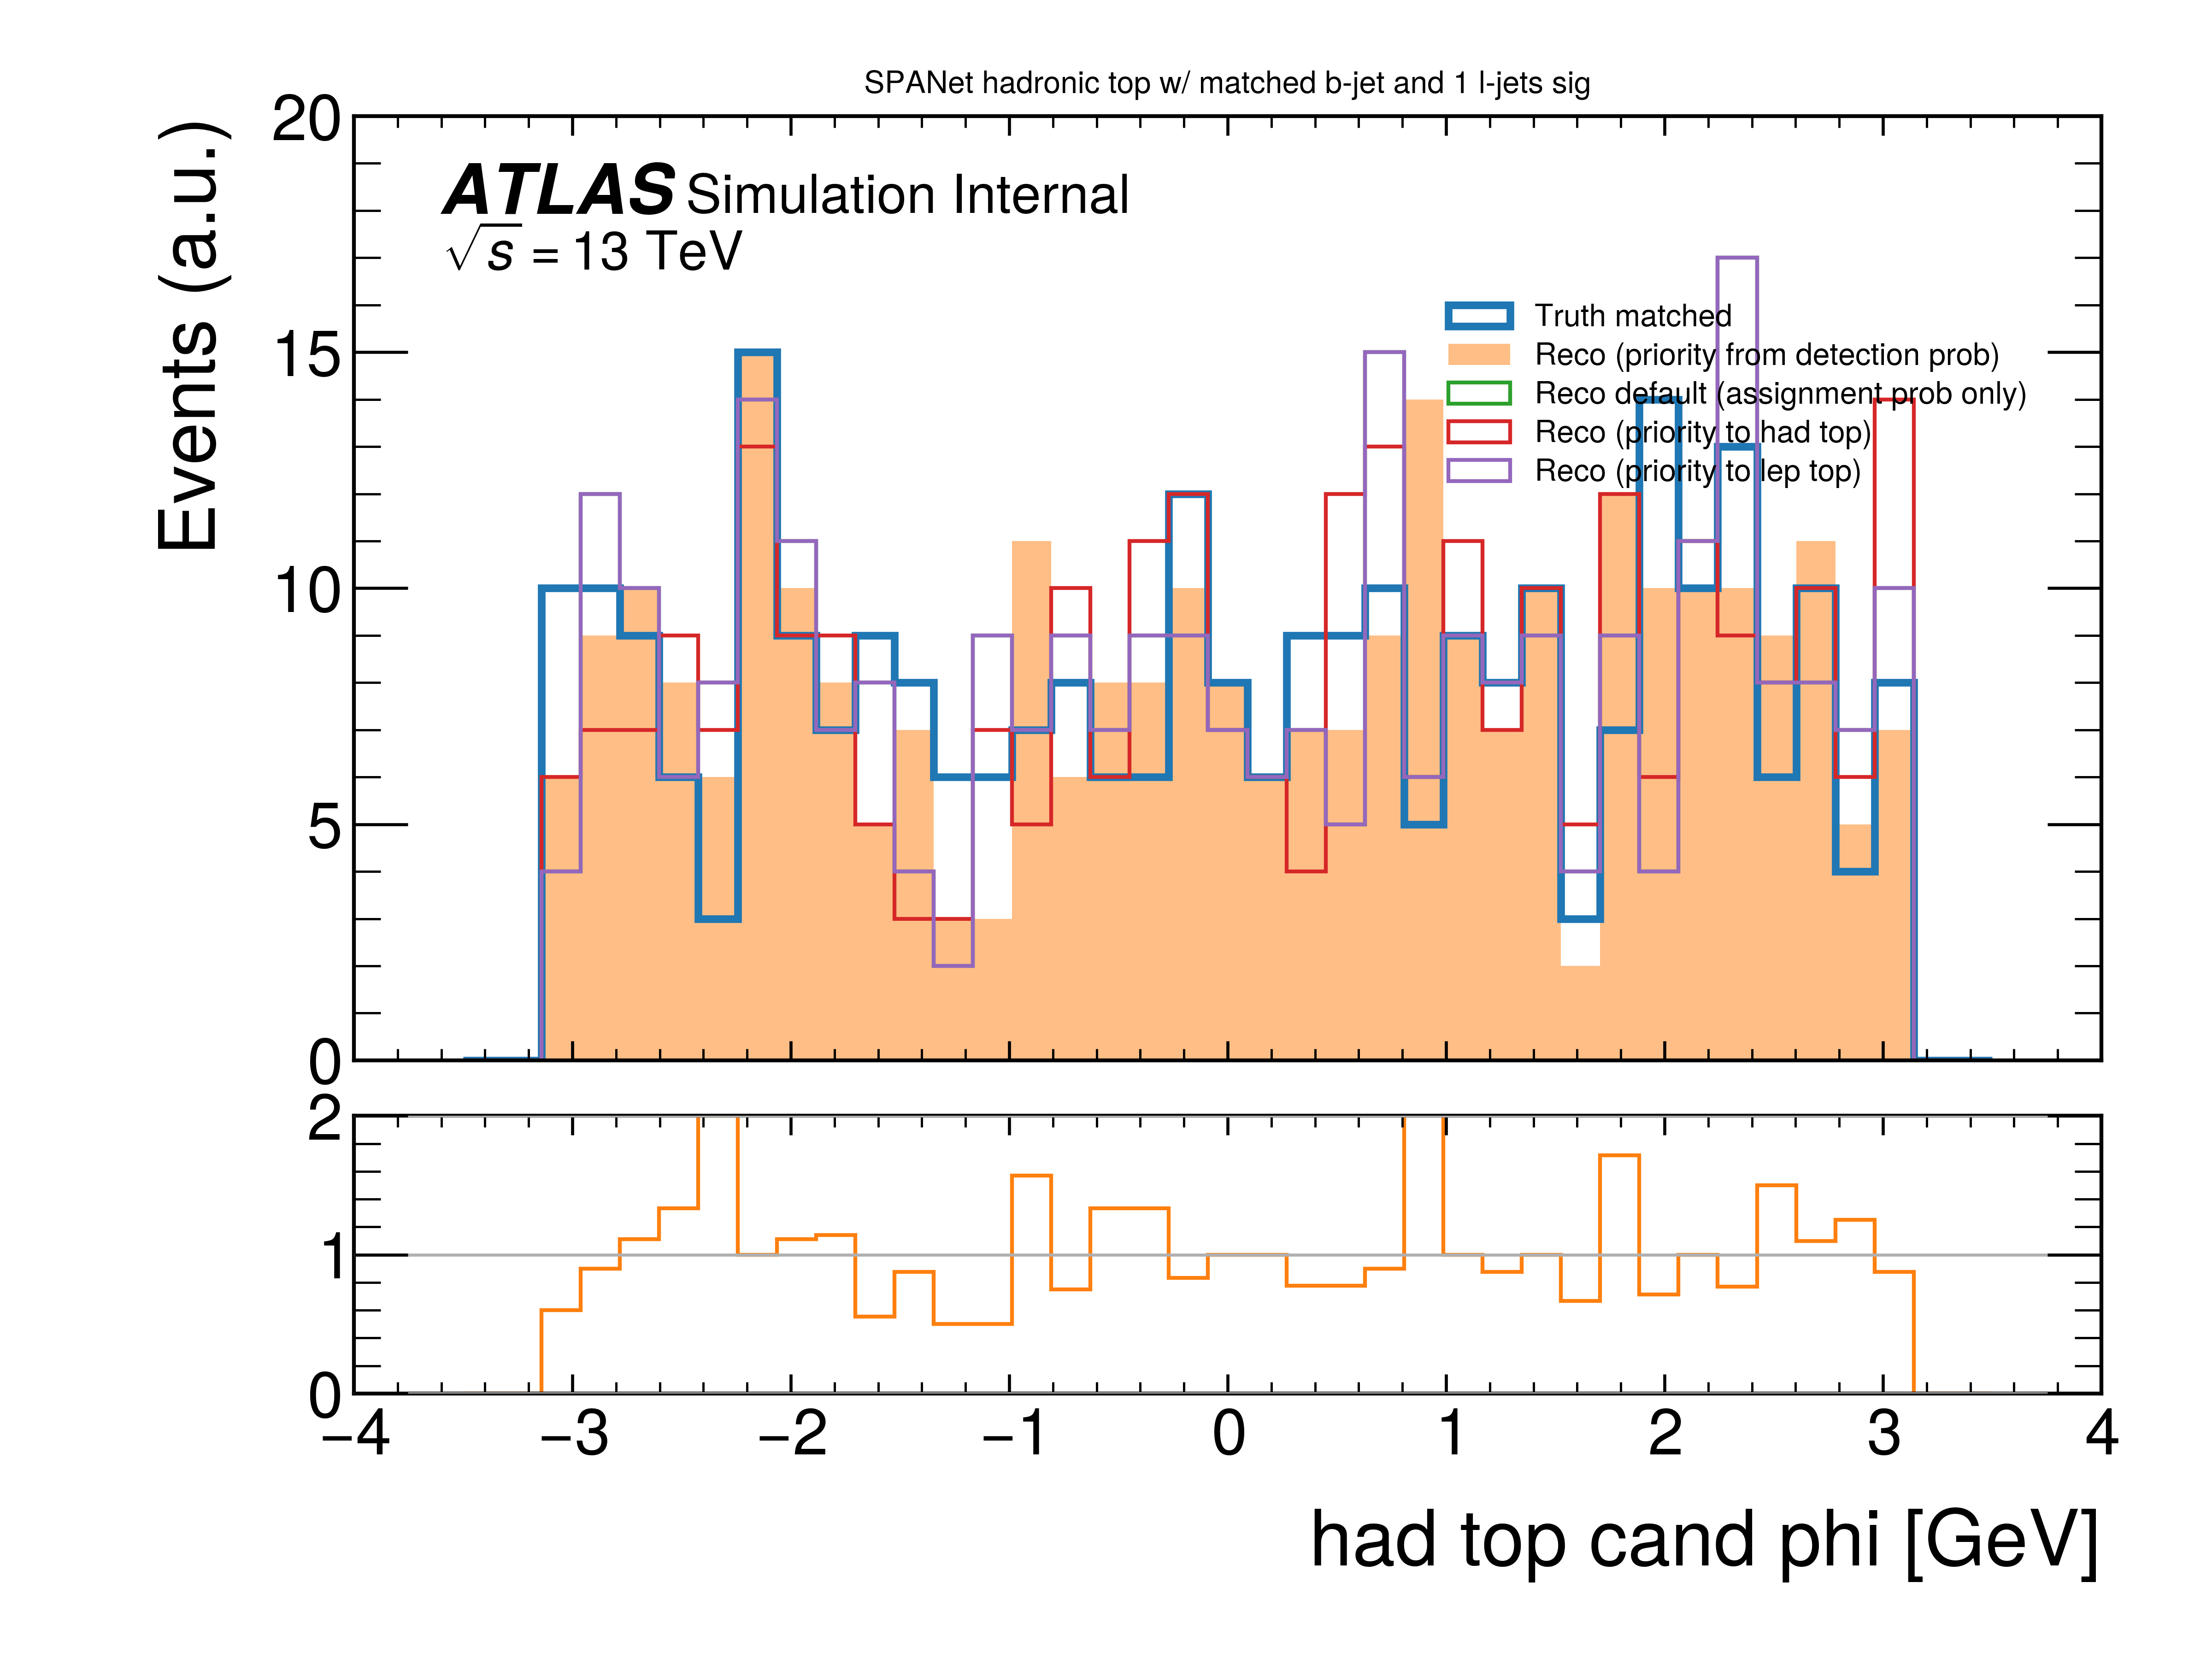 SPANet hadronic top w/ matched b-jet and 1 l-jets sig
Events (a.u.)
20
15
10
5
0
ATLAS Simulation Internal
√s = 13 TeV
Truth matched
Reco (priority from detection prob)
Reco default (assignment prob only)
Reco (priority to had top)
Reco (priority to lep top)
2
1
0
−4 −3 −2 −1 0 1 2 3 4
had top cand phi [GeV]